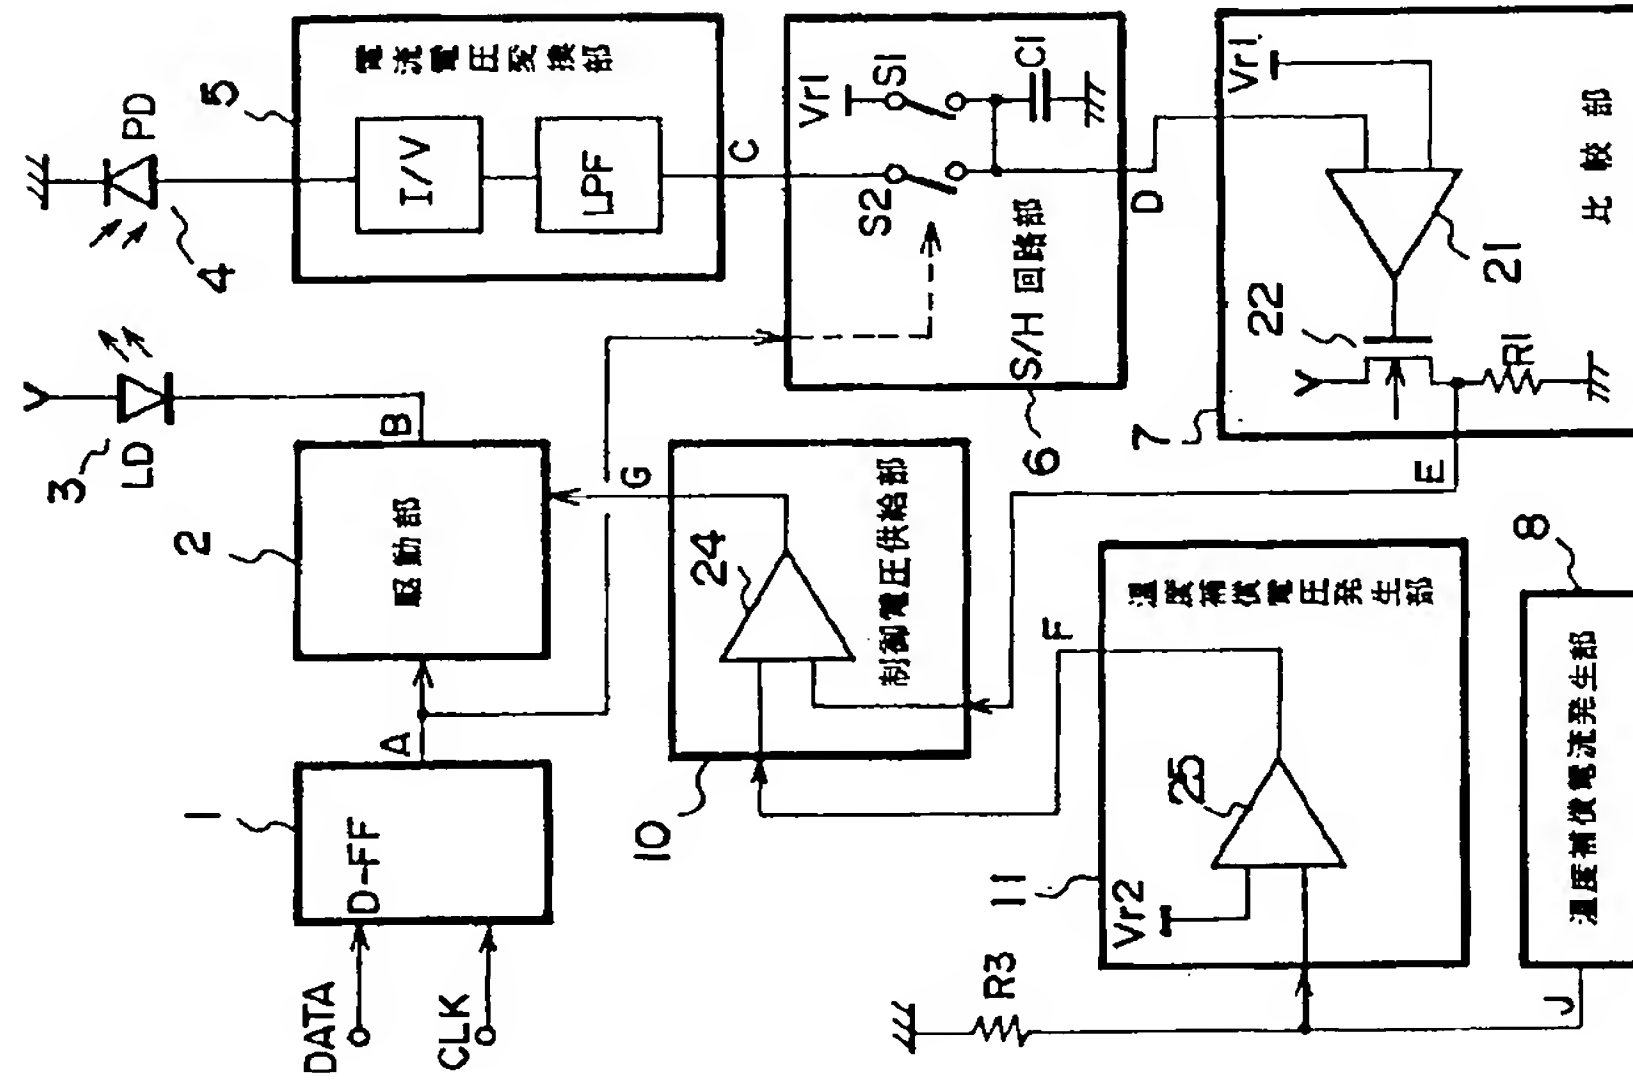 DATA
CLK
1
D-FF
A
2
駆動部
B
3
LD
4
PD
5
電流電圧変換部
I/V
LPF
C
G
10
24
制御電圧供給部
6
S/H回路部
Vr1
S1
S2
C1
D
7
比較部
Vr1
21
22
R1
E
F
11
温度補償電圧発生部
25
Vr2
R3
8
温度補償電流発生部
J